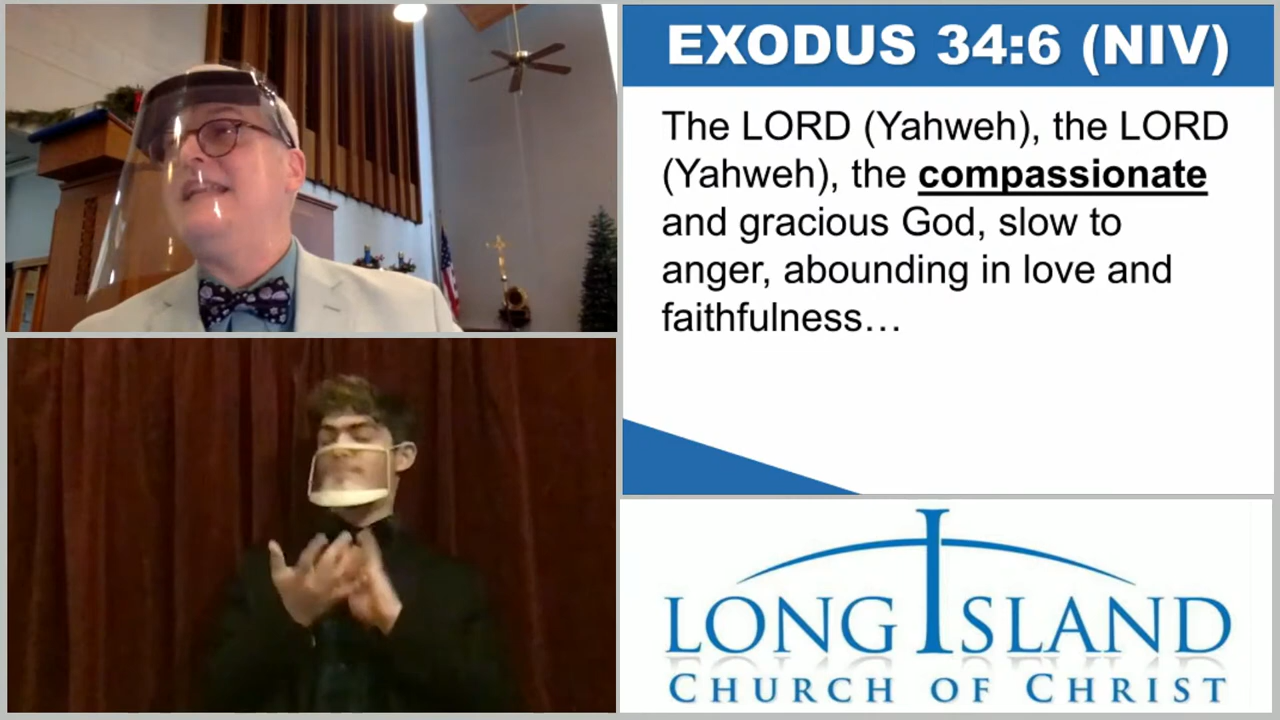 EXODUS 34:6 (NIV)
The LORD (Yahweh), the LORD
(Yahweh), the compassionate
and gracious God, slow to
anger, abounding in love and
faithfulness…
LONG ISLAND
CHURCH OF CHRIST